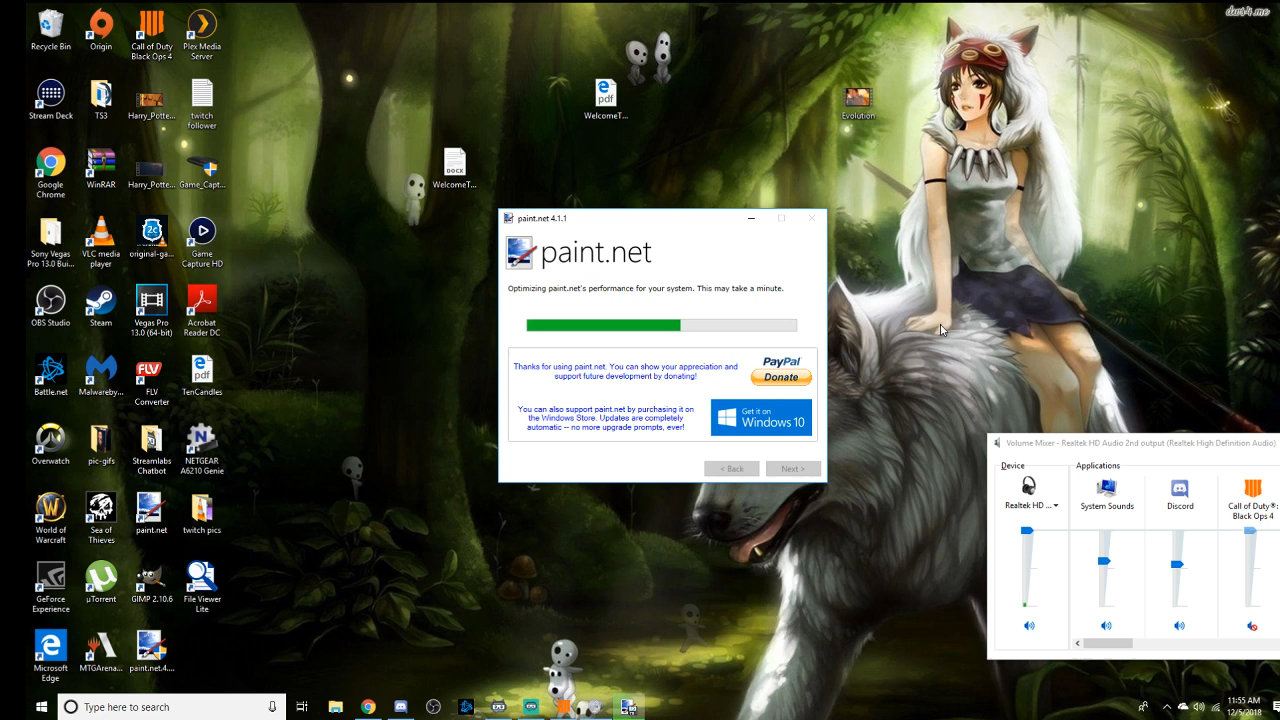 dvs4.me
Recycle Bin
Origin
Call of Duty
Black Ops 4
Plex Media
Server
Stream Deck
TS3
Harry_Potte...
twitch
follower
WelcomeT...
Evolution
Google
Chrome
WinRAR
Harry_Potte...
Game_Capt...
DOCX
WelcomeT...
pdf
Sony Vegas
Pro 13.0 Bui...
VLC media
player
original-ga...
Game
Capture HD
OBS Studio
Steam
Vegas Pro
13.0 (64-bit)
Acrobat
Reader DC
Battle.net
Malwareby...
FLV
FLV
Converter
pdf
TenCandles
Overwatch
pic-gifs
Streamlabs
Chatbot
NETGEAR
A6210 Genie
World of
Warcraft
Sea of
Thieves
paint.net
twitch pics
GeForce
Experience
µTorrent
GIMP 2.10.6
File Viewer
Lite
Microsoft
Edge
MTGArena...
paint.net.4....
paint.net 4.1.1
paint.net
Optimizing paint.net's performance for your system. This may take a minute.
Thanks for using paint.net. You can show your appreciation and
support future development by donating!
PayPal
Donate
You can also support paint.net by purchasing it on
the Windows Store. Updates are completely
automatic -- no more upgrade prompts, ever!
Get it on
Windows 10
< Back
Next >
Volume Mixer - Realtek HD Audio 2nd output (Realtek High Definition Audio)
Device
Applications
Realtek HD ...
System Sounds
Discord
Call of Duty®:
Black Ops 4
Type here to search
11:55 AM
12/5/2018